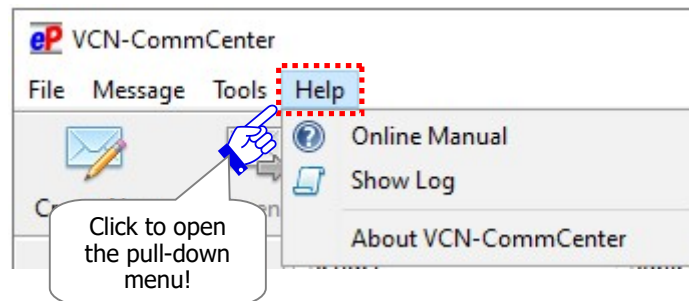 eP VCN-CommCenter
File Message Tools Help
Online Manual
Show Log
About VCN-CommCenter
Click to open
the pull-down
menu!